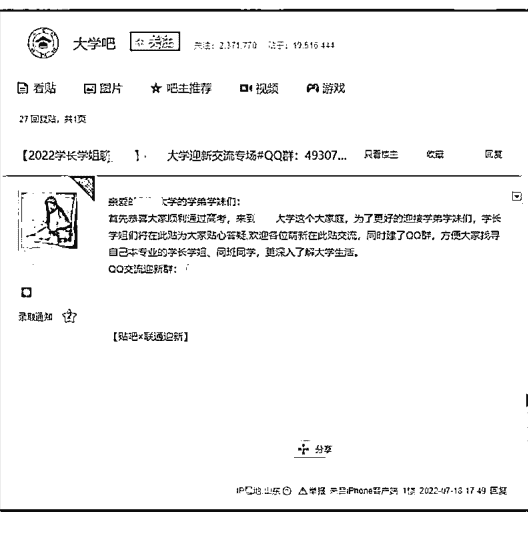 大学吧 关注 关注：2,371,770 帖子：19,516,444
看贴 图片 吧主推荐 视频 游戏
27回复贴，共1页
【2022学长学姐 】· 大学迎新交流专场#QQ群：49307... 只看楼主 收藏 回复
亲爱 大学的学弟学妹们：
首先恭喜大家顺利通过高考，来到 大学这个大家庭，为了更好的迎接学弟学妹们，学长
学姐们将在此贴为大家贴心答疑,欢迎各位萌新在此贴交流，同时建了QQ群，方便大家找寻
自己本专业的学长学姐、同班同学，更深入了解大学生活。
QQ交流迎新群：
录取通知
【贴吧×联通迎新】
分享
IP属地:山东 举报 来自iPhone客户端 1楼 2022-07-18 17:49 回复